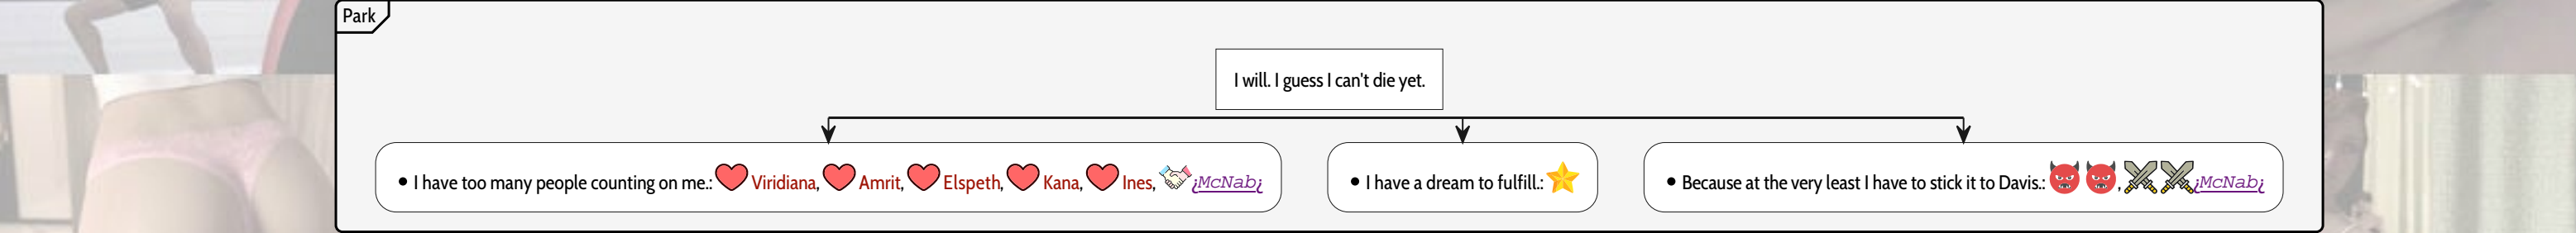 Park
I will. I guess I can't die yet.
• I have too many people counting on me.: ❤️ Viridiana, ❤️ Amrit, ❤️ Elspeth, ❤️ Kana, ❤️ Ines, 🤝¡McNab¿
• I have a dream to fulfill.: ⭐
• Because at the very least I have to stick it to Davis.: 👿 👿, ⚔️ ⚔️¡McNab¿